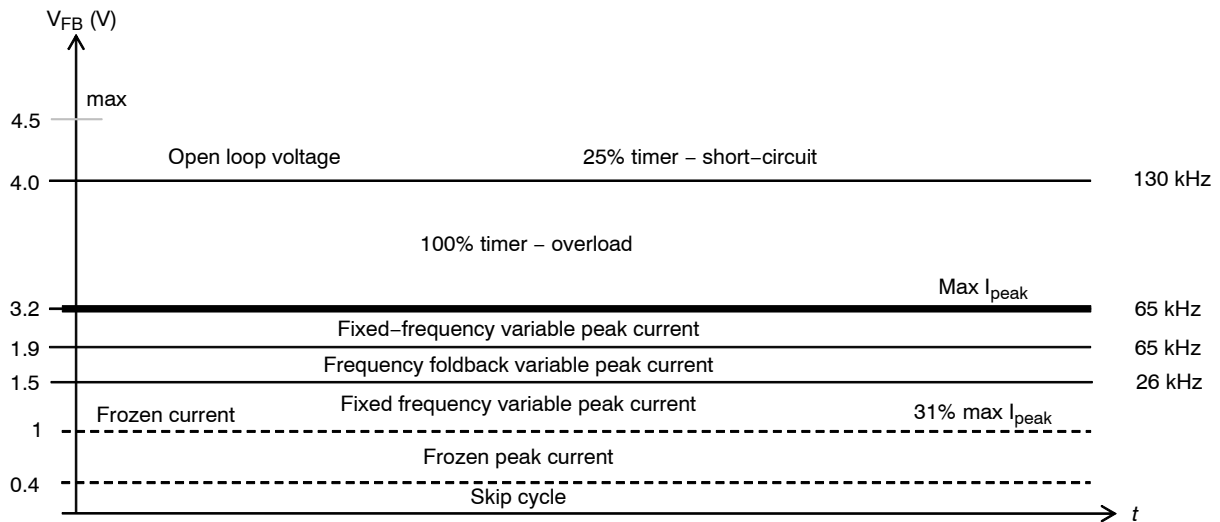 V_FB (V)
max
4.5
Open loop voltage 25% timer − short−circuit
4.0 130 kHz
100% timer − overload
Max I_peak
3.2 65 kHz
Fixed−frequency variable peak current
1.9 65 kHz
Frequency foldback variable peak current
1.5 26 kHz
Fixed frequency variable peak current
Frozen current 31% max I_peak
1
Frozen peak current
0.4
Skip cycle
t